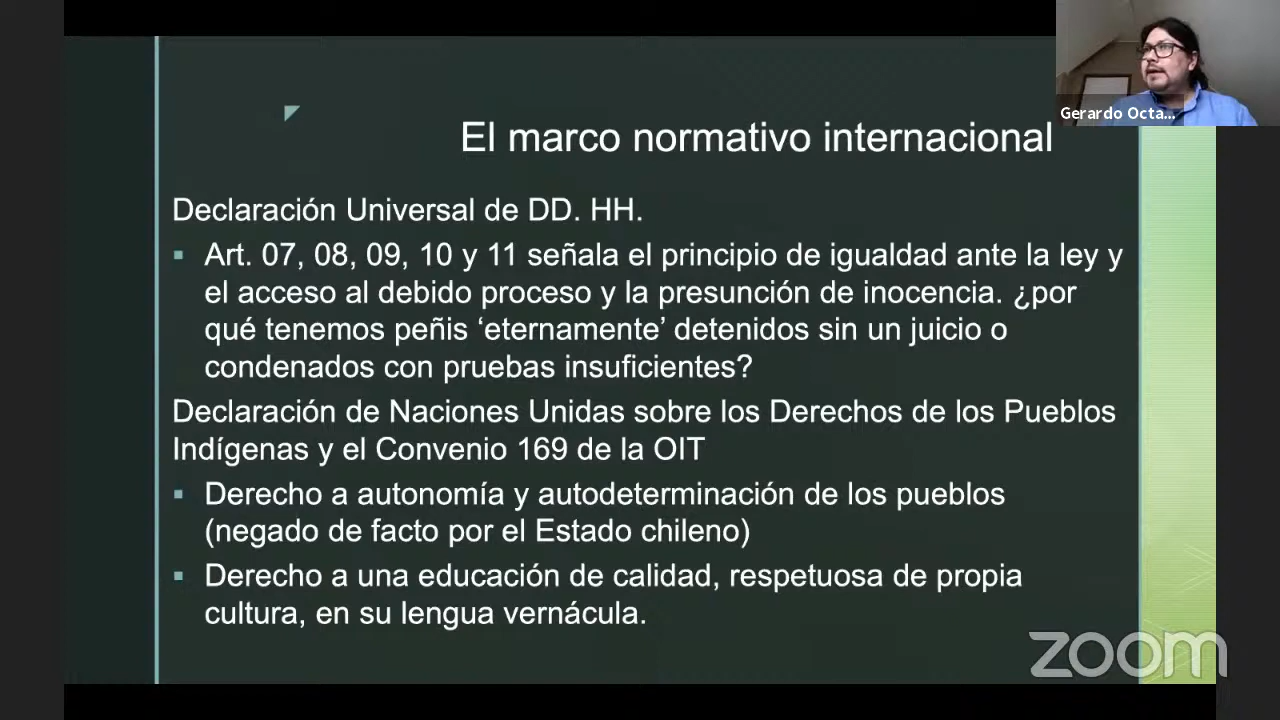 Gerardo Octa...
El marco normativo internacional
Declaración Universal de DD. HH.
▪ Art. 07, 08, 09, 10 y 11 señala el principio de igualdad ante la ley y
el acceso al debido proceso y la presunción de inocencia. ¿por
qué tenemos peñis ‘eternamente’ detenidos sin un juicio o
condenados con pruebas insuficientes?
Declaración de Naciones Unidas sobre los Derechos de los Pueblos
Indígenas y el Convenio 169 de la OIT
▪ Derecho a autonomía y autodeterminación de los pueblos
(negado de facto por el Estado chileno)
▪ Derecho a una educación de calidad, respetuosa de propia
cultura, en su lengua vernácula.
zoom